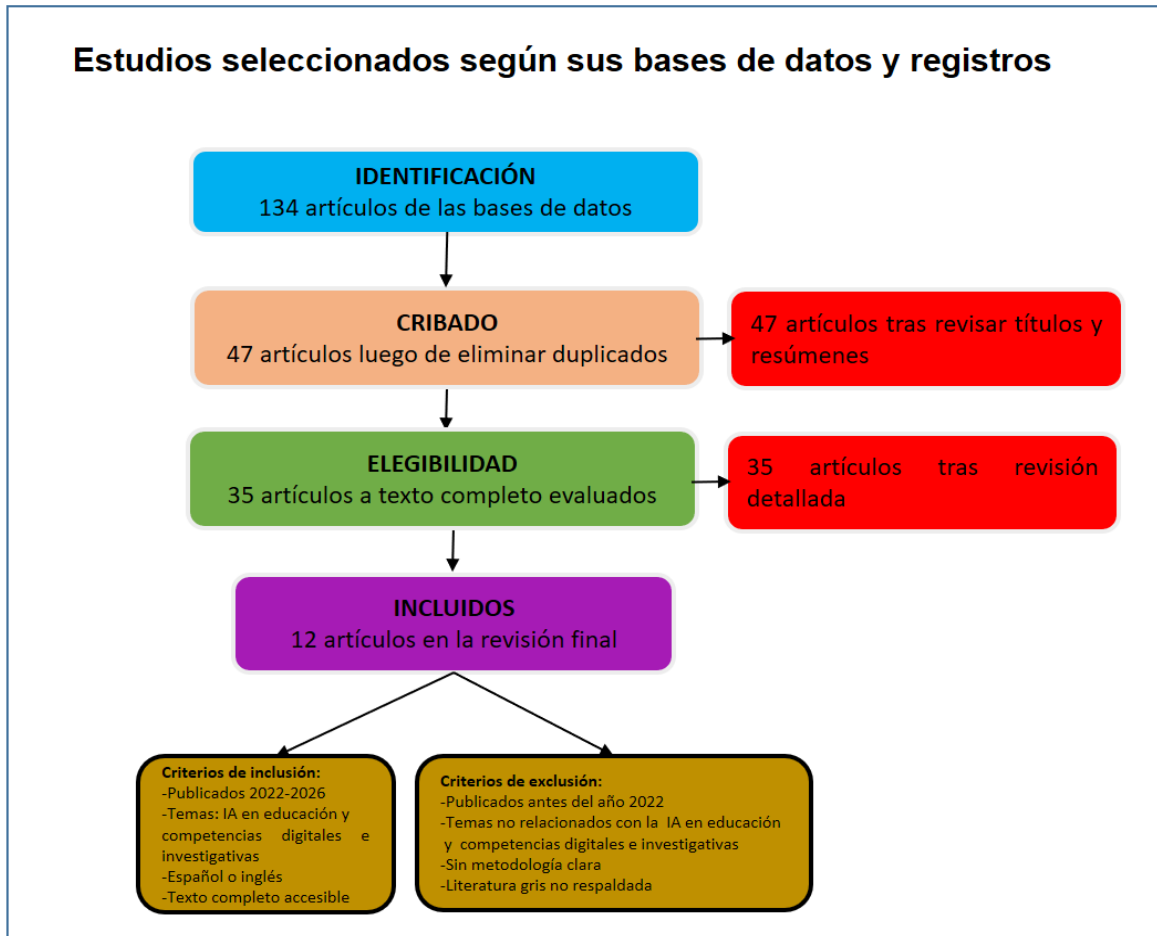 Estudios seleccionados según sus bases de datos y registros
IDENTIFICACIÓN
134 artículos de las bases de datos
CRIBADO
47 artículos luego de eliminar duplicados
47 artículos tras revisar títulos y
resúmenes
ELEGIBILIDAD
35 artículos a texto completo evaluados
35 artículos tras revisión
detallada
INCLUIDOS
12 artículos en la revisión final
Criterios de inclusión:
-Publicados 2022-2026
-Temas: IA en educación y
competencias digitales e
investigativas
-Español o inglés
-Texto completo accesible
Criterios de exclusión:
-Publicados antes del año 2022
-Temas no relacionados con la IA en educación
y competencias digitales e investigativas
-Sin metodología clara
-Literatura gris no respaldada